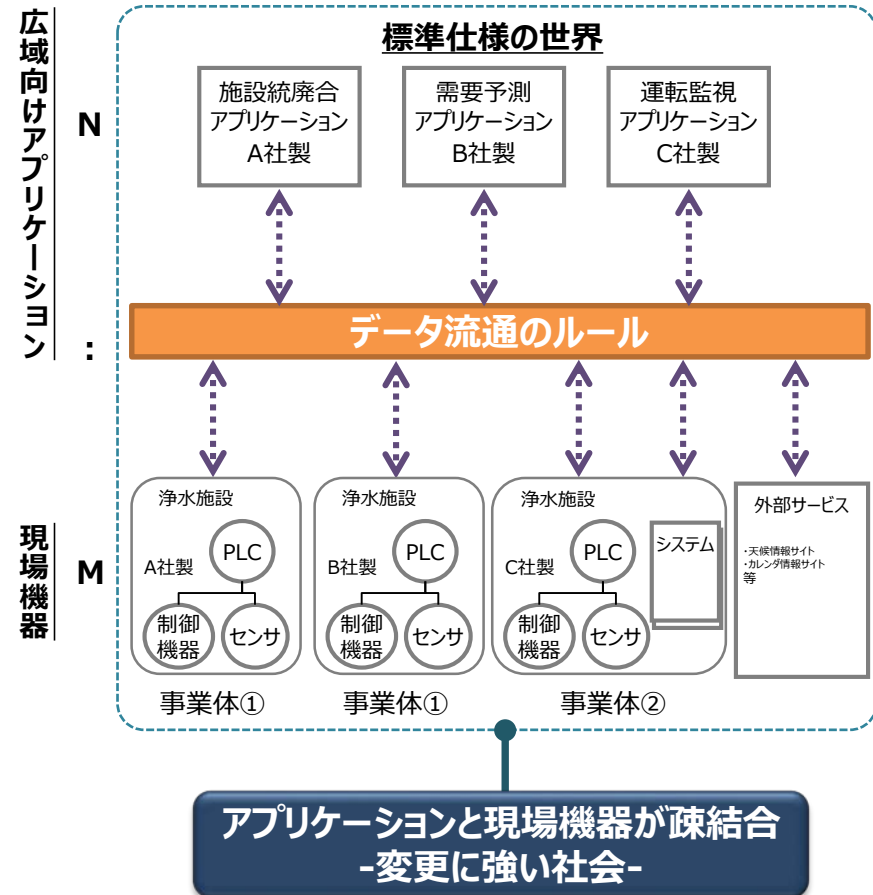 広域向けアプリケーション
N
:
M
現場機器
標準仕様の世界
施設統廃合
アプリケーション
A社製
需要予測
アプリケーション
B社製
運転監視
アプリケーション
C社製
データ流通のルール
浄水施設
A社製
PLC
制御
機器
センサ
事業体①
浄水施設
B社製
PLC
制御
機器
センサ
事業体①
浄水施設
C社製
PLC
制御
機器
センサ
システム
事業体②
外部サービス
・天候情報サイト
・カレンダ情報サイト
等
アプリケーションと現場機器が疎結合
-変更に強い社会-